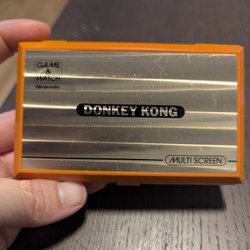 GAME &
WATCH
Nintendo
DONKEY KONG
MULTI SCREEN